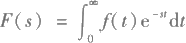 F(s) = ∫₀^∞ f(t)e^{-st}dt